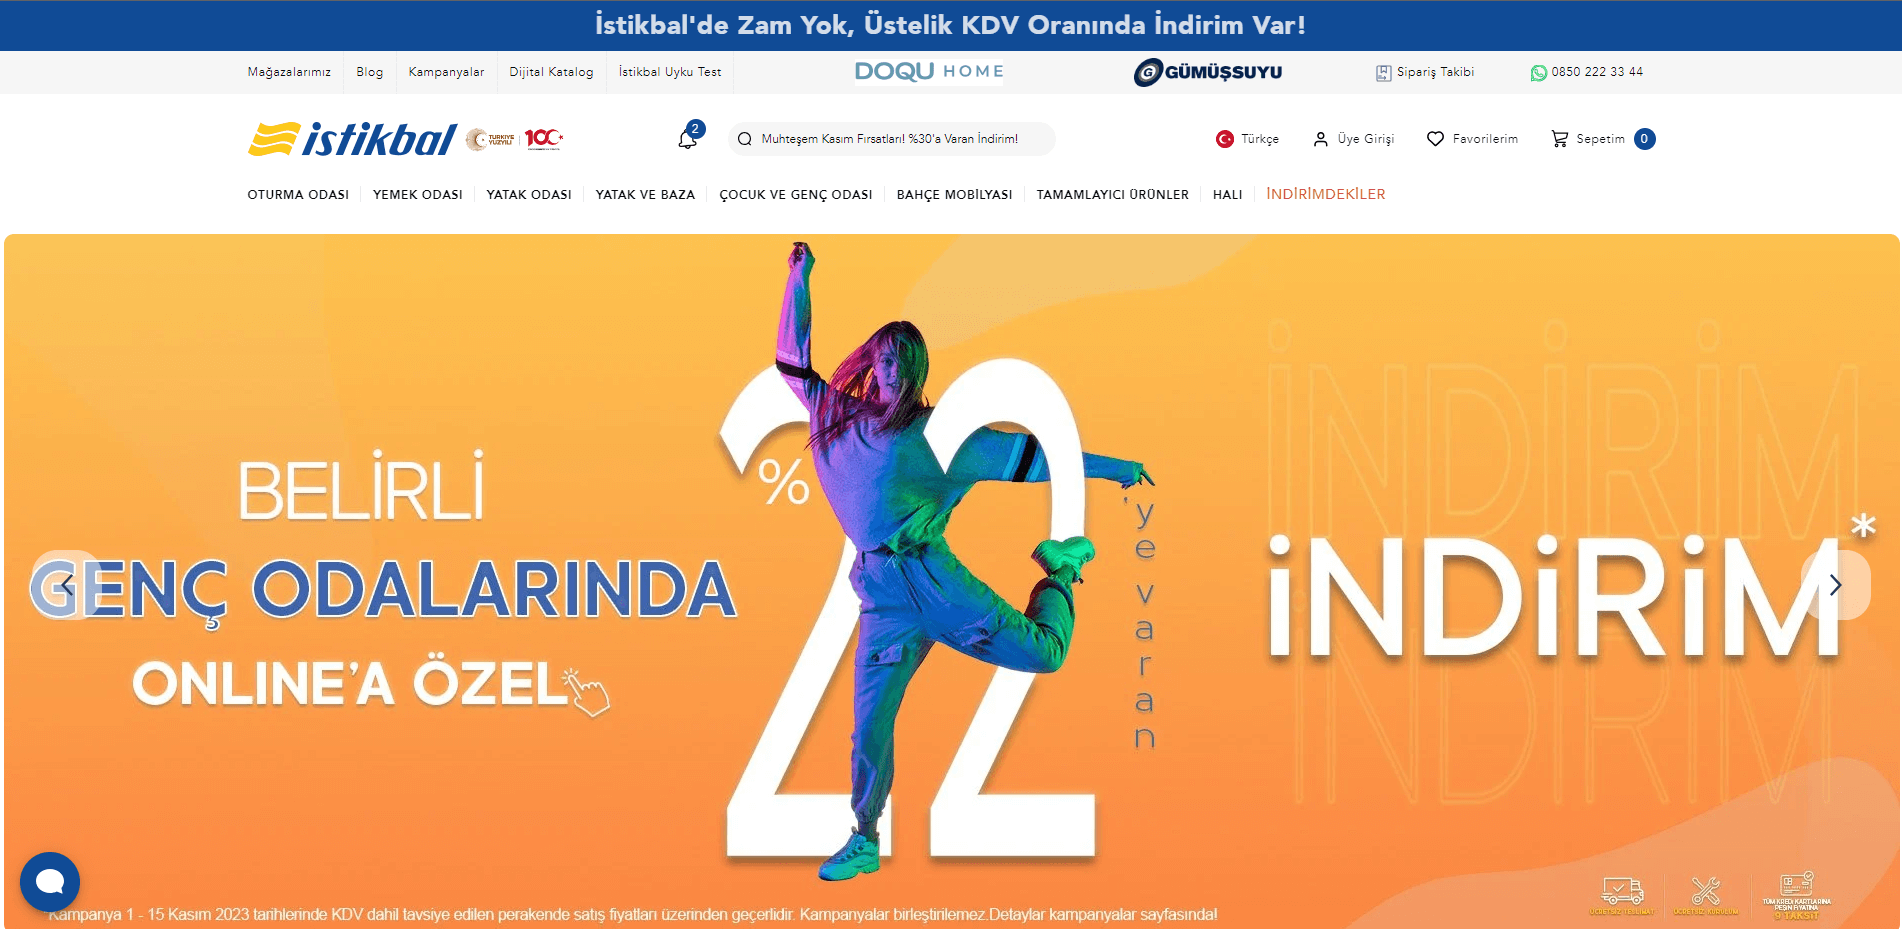 İstikbal'de Zam Yok, Üstelik KDV Oranında İndirim Var!
Mağazalarımız Blog Kampanyalar Dijital Katalog İstikbal Uyku Test DOQU HOME G GÜMÜŞSUYU Sipariş Takibi 0850 222 33 44
istikbal TÜRKİYE YÜZYILI 100 2 Muhteşem Kasım Fırsatları! %30'a Varan İndirim! Türkçe Üye Girişi Favorilerim Sepetim 0
OTURMA ODASI YEMEK ODASI YATAK ODASI YATAK VE BAZA ÇOCUK VE GENÇ ODASI BAHÇE MOBİLYASI TAMAMLAYICI ÜRÜNLER HALI İNDİRİMDEKİLER
BELİRLİ
GENÇ ODALARINDA
ONLINE'A ÖZEL
%22
'ye varan
İNDİRİM
İNDİRİM*
İNDİRİM
Kampanya 1 - 15 Kasım 2023 tarihlerinde KDV dahil tavsiye edilen perakende satış fiyatları üzerinden geçerlidir. Kampanyalar birleştirilemez.Detaylar kampanyalar sayfasında!
ÜCRETSİZ TESLİMAT
ÜCRETSİZ KURULUM
TÜM KREDİ KARTLARINA
PEŞİN FİYATINA
9 TAKSİT